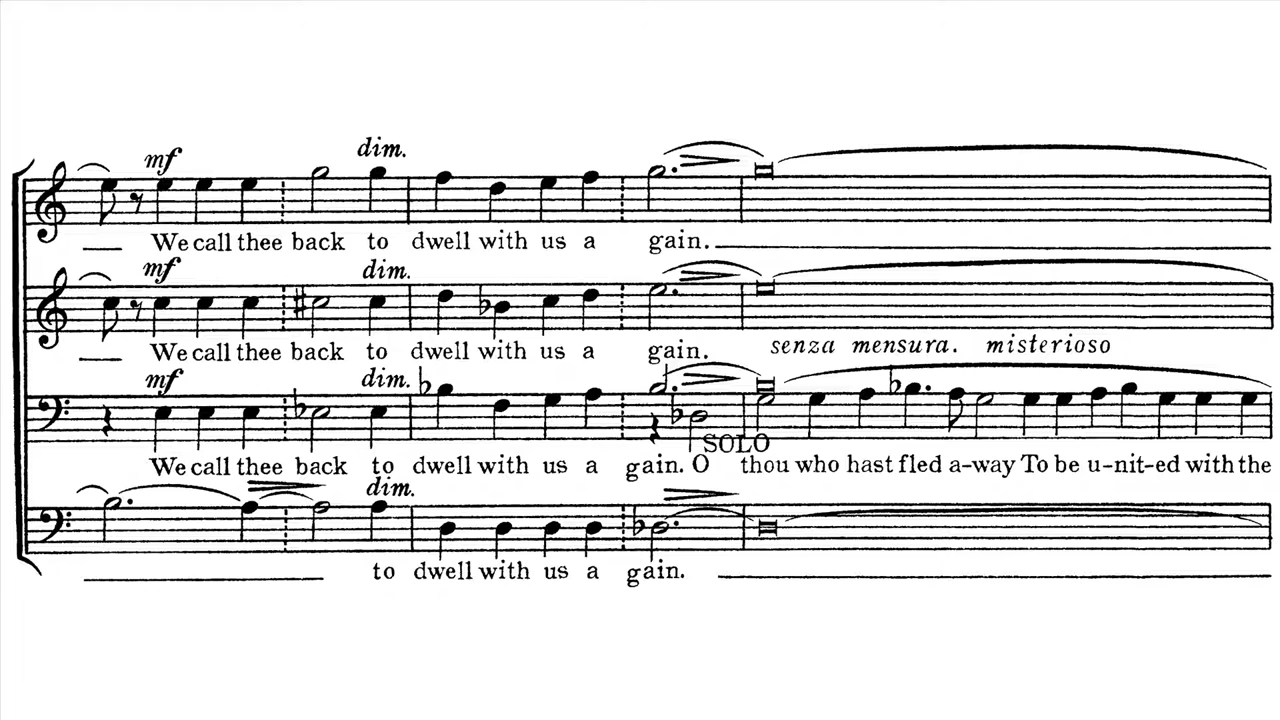 mf dim.
We call thee back to dwell with us a gain.
mf dim.
We call thee back to dwell with us a gain. senza mensura. misterioso
mf dim.
SOLO
We call thee back to dwell with us a gain. O thou who hast fled a-way To be u-nit-ed with the
dim.
to dwell with us a gain.